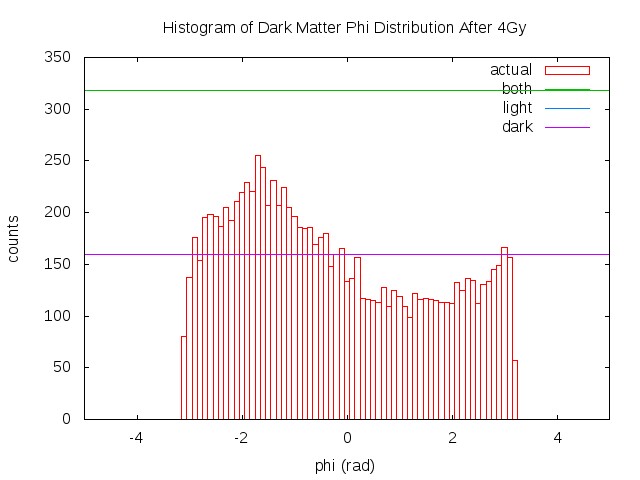 Histogram of Dark Matter Phi Distribution After 4Gy
350
300
250
200
150
100
50
0
counts
actual
both
light
dark
-4 -2 0 2 4
phi (rad)